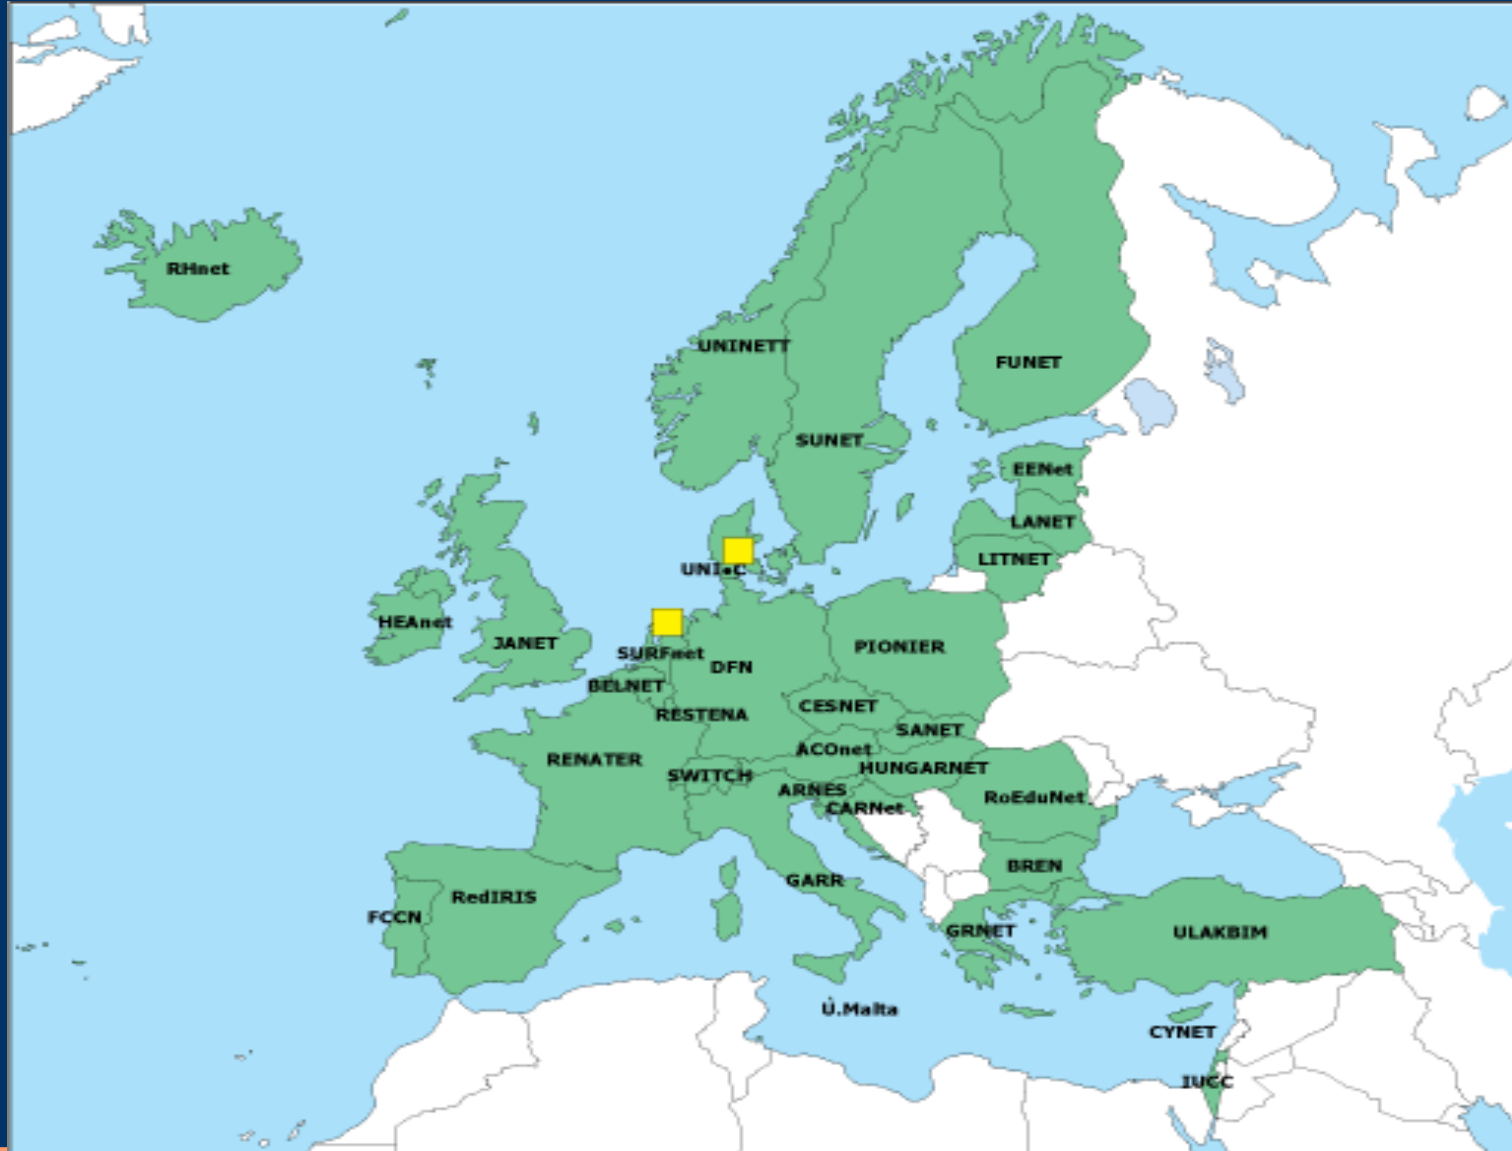 RHnet
UNINETT
FUNET
SUNET
EENet
LANET
LITNET
UNI•C
HEAnet
JANET
SURFnet
DFN
PIONIER
BELNET
RESTENA
CESNET
SANET
RENATER
ACOnet
SWITCH
HUNGARNET
ARNES
CARNet
RoEduNet
BREN
GARR
RedIRIS
FCCN
GRNET
ULAKBIM
Ú.Malta
CYNET
IUCC